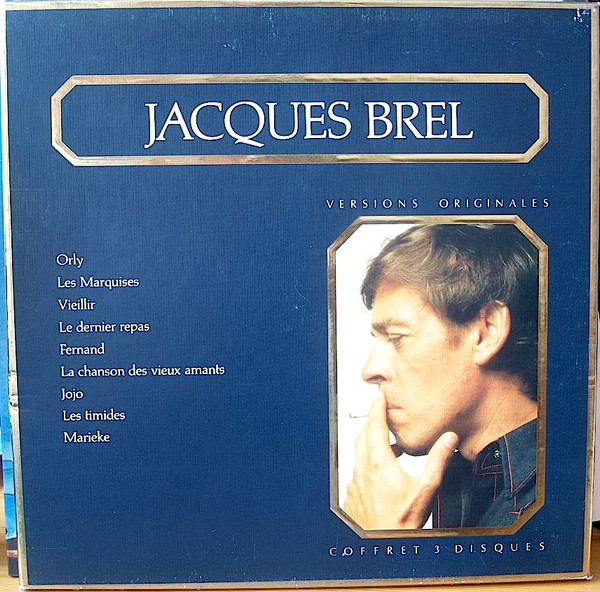 JACQUES BREL
VERSIONS ORIGINALES
Orly
Les Marquises
Vieillir
Le dernier repas
Fernand
La chanson des vieux amants
Jojo
Les timides
Marieke
COFFRET 3 DISQUES